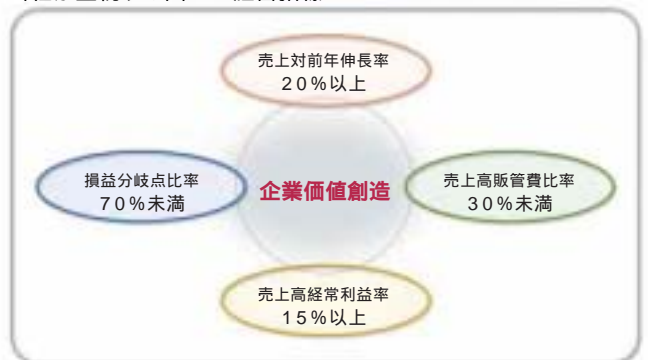 売上対前年伸長率
20%以上
損益分岐点比率
70%未満
企業価値創造
売上高販管費比率
30%未満
売上高経常利益率
15%以上